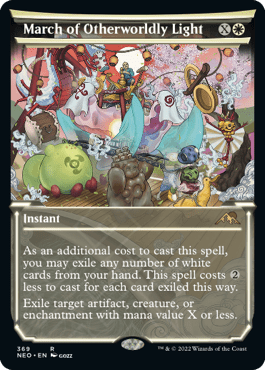 March of Otherworldly Light X
Instant
As an additional cost to cast this spell,
you may exile any number of white
cards from your hand. This spell costs 2
less to cast for each card exiled this way.
Exile target artifact, creature, or
enchantment with mana value X or less.
369 R
NEO • EN GOZZ
™ & © 2022 Wizards of the Coast